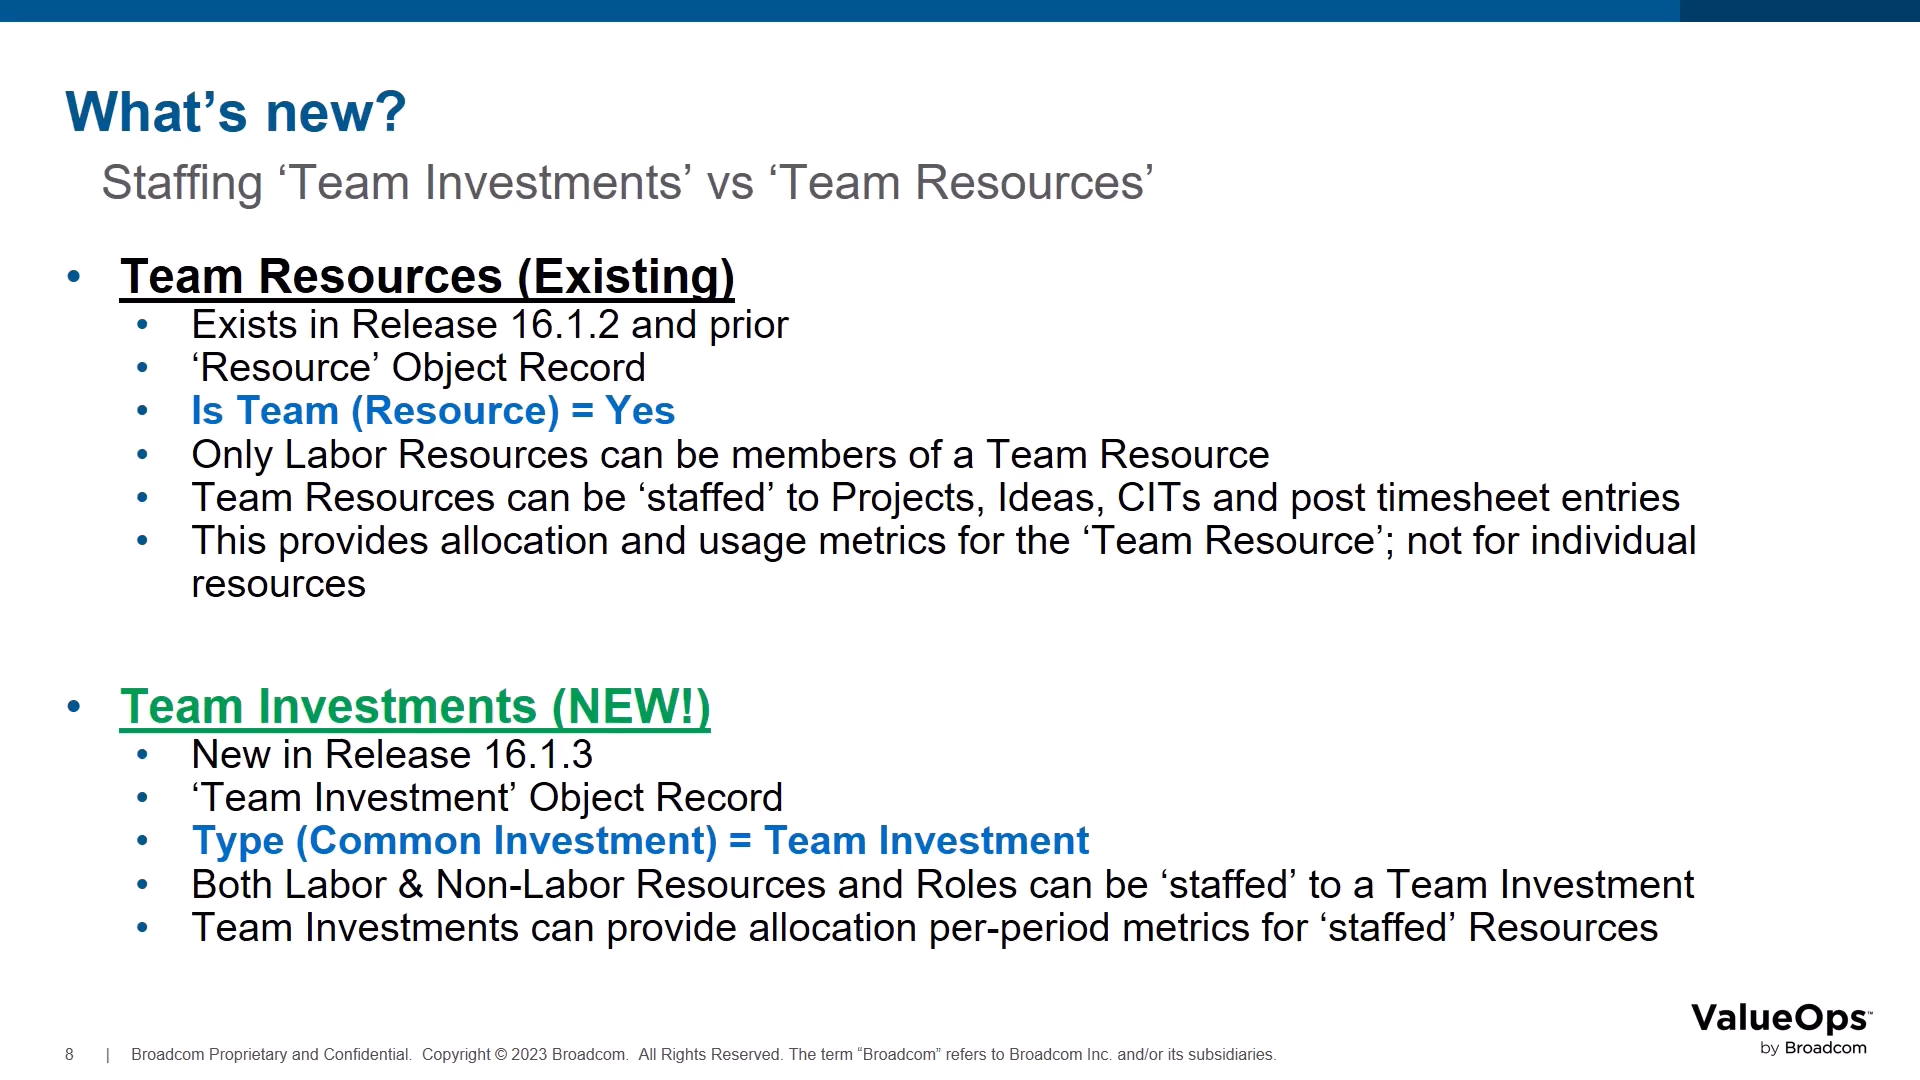 What’s new?
Staffing ‘Team Investments’ vs ‘Team Resources’
• Team Resources (Existing)
• Exists in Release 16.1.2 and prior
• ‘Resource’ Object Record
• Is Team (Resource) = Yes
• Only Labor Resources can be members of a Team Resource
• Team Resources can be ‘staffed’ to Projects, Ideas, CITs and post timesheet entries
• This provides allocation and usage metrics for the ‘Team Resource’; not for individual
resources
• Team Investments (NEW!)
• New in Release 16.1.3
• ‘Team Investment’ Object Record
• Type (Common Investment) = Team Investment
• Both Labor & Non-Labor Resources and Roles can be ‘staffed’ to a Team Investment
• Team Investments can provide allocation per-period metrics for ‘staffed’ Resources
ValueOps™
by Broadcom
8 | Broadcom Proprietary and Confidential. Copyright © 2023 Broadcom. All Rights Reserved. The term “Broadcom” refers to Broadcom Inc. and/or its subsidiaries.